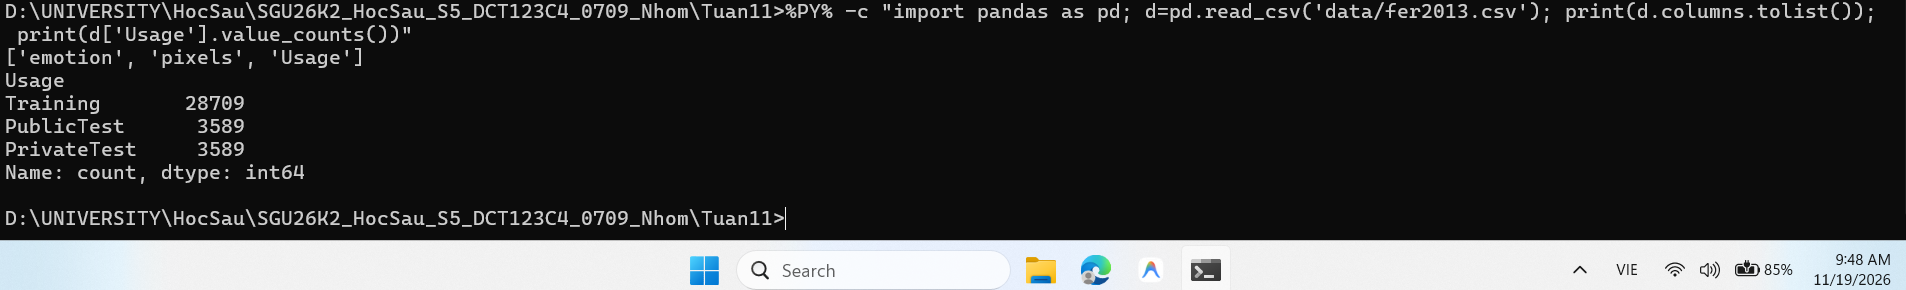 D:\UNIVERSITY\HocSau\SGU26K2_HocSau_S5_DCT123C4_0709_Nhom\Tuan11>%PY% -c "import pandas as pd; d=pd.read_csv('data/fer2013.csv'); print(d.columns.tolist());
 print(d['Usage'].value_counts())"
['emotion', 'pixels', 'Usage']
Usage
Training       28709
PublicTest      3589
PrivateTest     3589
Name: count, dtype: int64
D:\UNIVERSITY\HocSau\SGU26K2_HocSau_S5_DCT123C4_0709_Nhom\Tuan11>
Search
VIE
85%
9:48 AM
11/19/2026